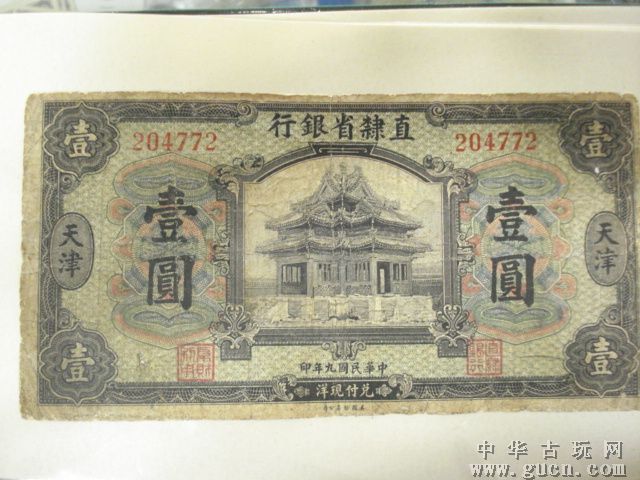 直隸省銀行
204772
204772
壹
壹
壹圓
壹圓
天津
天津
中華民國九年印
兌付現洋
壹
壹
中华古玩网
www.gucn.com